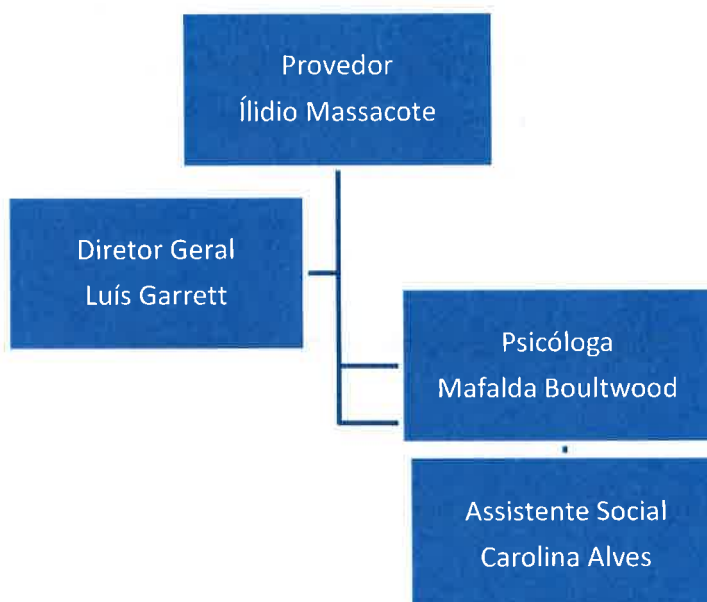 Provedor
Ílidio Massacote
Diretor Geral
Luís Garrett
Psicóloga
Mafalda Boultwood
Assistente Social
Carolina Alves